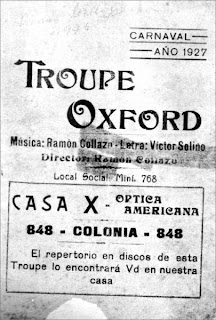 CARNAVAL
AÑO 1927
TROUPE
OXFORD
Música: Ramón Collazo - Letra: Víctor Soliño
Director: Ramón Collazo
Local Social: Miní. 768
CASA X - OPTICA
AMERICANA
848 - COLONIA - 848
El repertorio en discos de esta
Troupe lo encontrará Vd en nuestra
casa